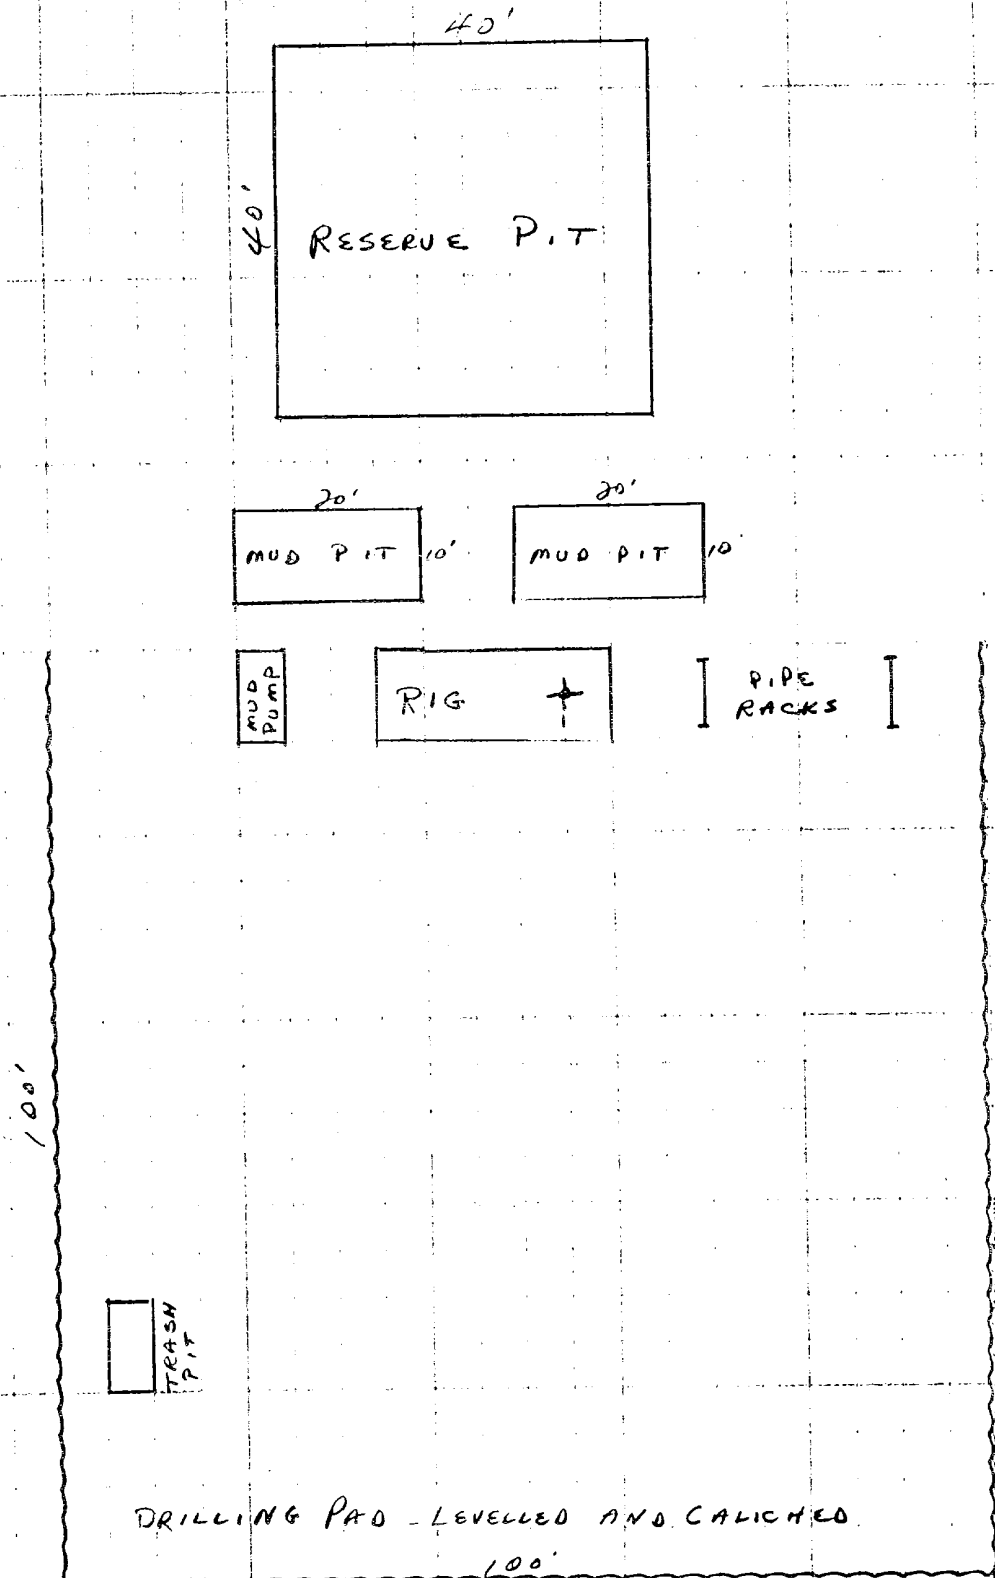 40'
40'
RESERVE PIT
20'
20'
MUD PIT
10'
MUD PIT
10'
MUD
PUMP
RIG
PIPE
RACKS
100'
TRASH
PIT
DRILLING PAD - LEVELLED AND CALICHED
100'